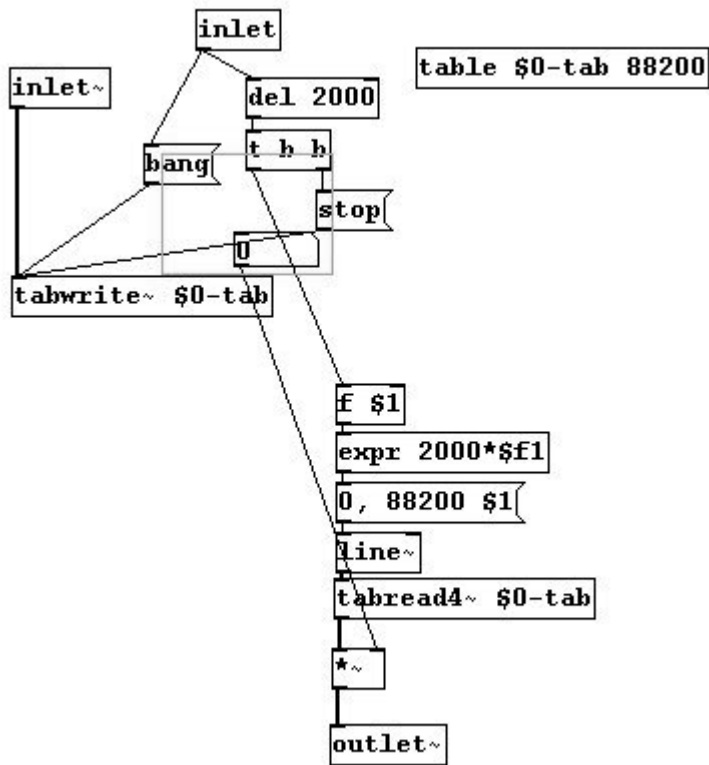 inlet
inlet~
table $0-tab 88200
del 2000
bang
t b b
stop
0
tabwrite~ $0-tab
f $1
expr 2000*$f1
0, 88200 $1
line~
tabread4~ $0-tab
*~
outlet~